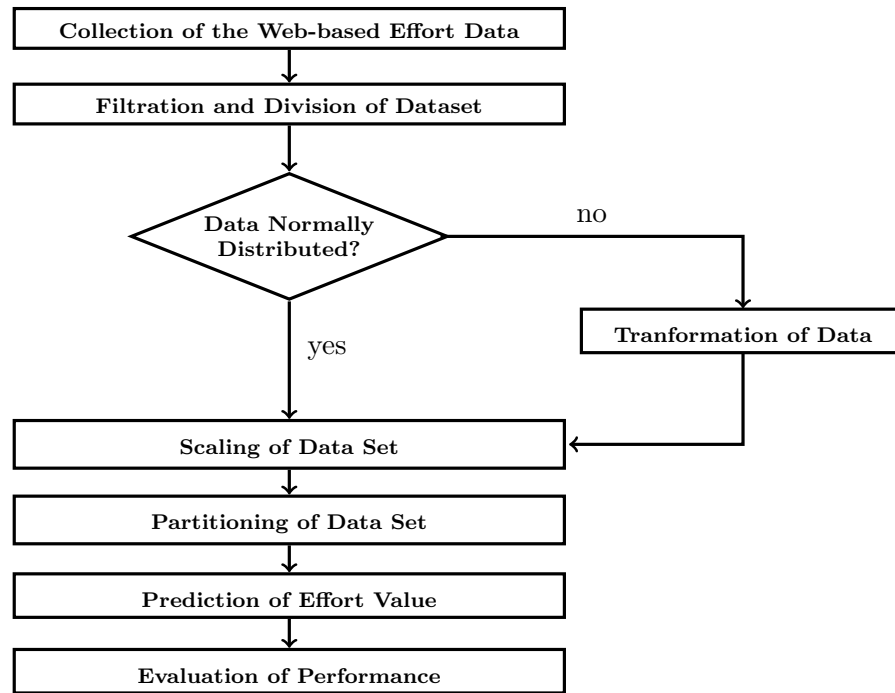 Collection of the Web-based Effort Data
Filtration and Division of Dataset
Data Normally
Distributed?
no
yes
Tranformation of Data
Scaling of Data Set
Partitioning of Data Set
Prediction of Effort Value
Evaluation of Performance